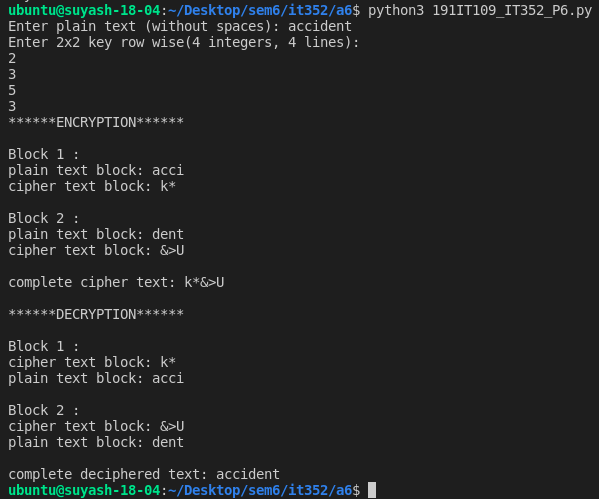 ubuntu@suyash-18-04:~/Desktop/sem6/it352/a6$ python3 191IT109_IT352_P6.py
Enter plain text (without spaces): accident
Enter 2x2 key row wise(4 integers, 4 lines):
2
3
5
3
******ENCRYPTION******
Block 1 :
plain text block: acci
cipher text block: k*
Block 2 :
plain text block: dent
cipher text block: &>U
complete cipher text: k*&>U
******DECRYPTION******
Block 1 :
cipher text block: k*
plain text block: acci
Block 2 :
cipher text block: &>U
plain text block: dent
complete deciphered text: accident
ubuntu@suyash-18-04:~/Desktop/sem6/it352/a6$